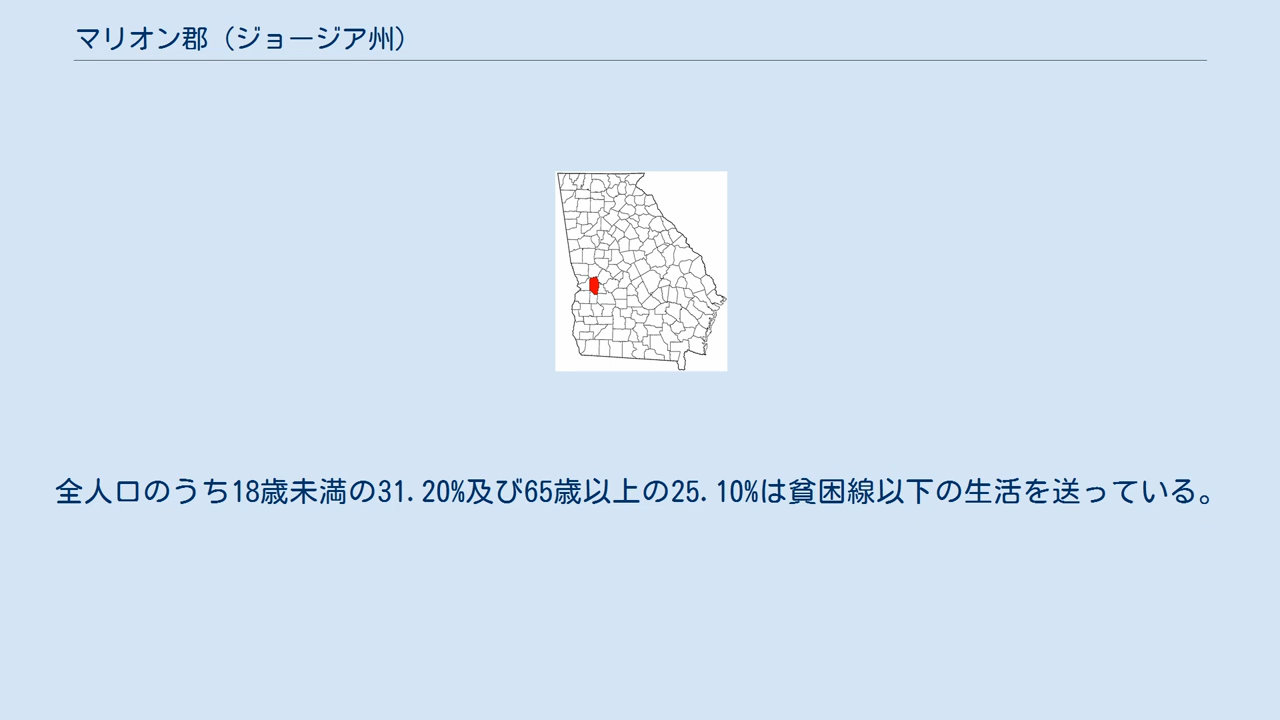 マリオン郡（ジョージア州）
全人口のうち18歳未満の31.20%及び65歳以上の25.10%は貧困線以下の生活を送っている。